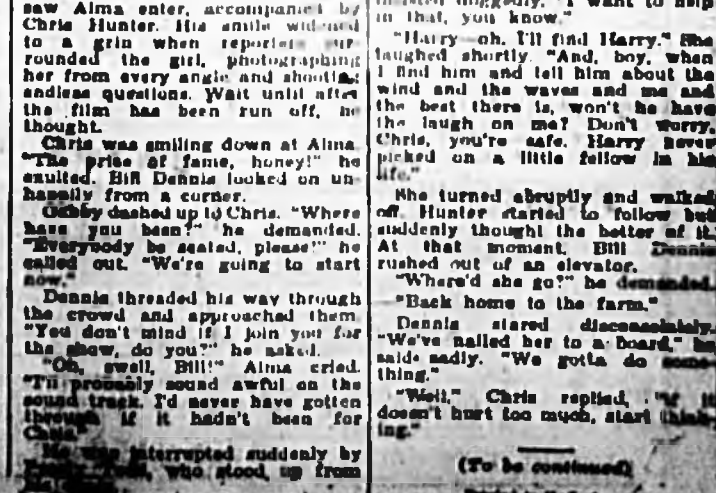 saw Alma enter, accompanied by
Chris Hunter. His smile widened
to a grin when reporters sur-
rounded the girl, photographing
her from every angle and shooting
endless questions. Wait until after
the film has been run off, he
thought.
Chris was smiling down at Alma.
"The price of fame, honey!" he
exulted. Bill Dennis looked on un-
happily from a corner.
dashed up to Chris. "Where
have you been?" he demanded.
"Everybody be seated, please!" he
called out. "We're going to start
now."
Dennis threaded his way through
the crowd and approached them.
"You don't mind if I join you for
the show, do you?" he asked.
"Oh, swell, Bill!" Alma cried.
"I'll probably sound awful on the
sound track. I'd never have gotten
through if it hadn't been for
Chris."
He was interrupted suddenly by
who stood, up from
"I want to help
in that, you know."
"Harry—oh, I'll find Harry." She
laughed shortly. "And, boy, when
I find him and tell him about the
wind and the waves and me and
the best there is, won't he have
the laugh on me? Don't worry,
Chris, you're safe. Harry never
picked on a little fellow in his
life."
She turned abruptly and walked
off. Hunter started to follow but
suddenly thought the better of it.
At that moment, Bill Dennis
rushed out of an elevator.
"Where'd she go?" he demanded.
"Back home to the farm."
Dennis stared disconsolately.
"We've nailed her to a board," he
said sadly. "We gotta do some-
thing."
"Well," Chris replied, "if it
doesn't hurt too much, start think-
ing."
(To be continued)